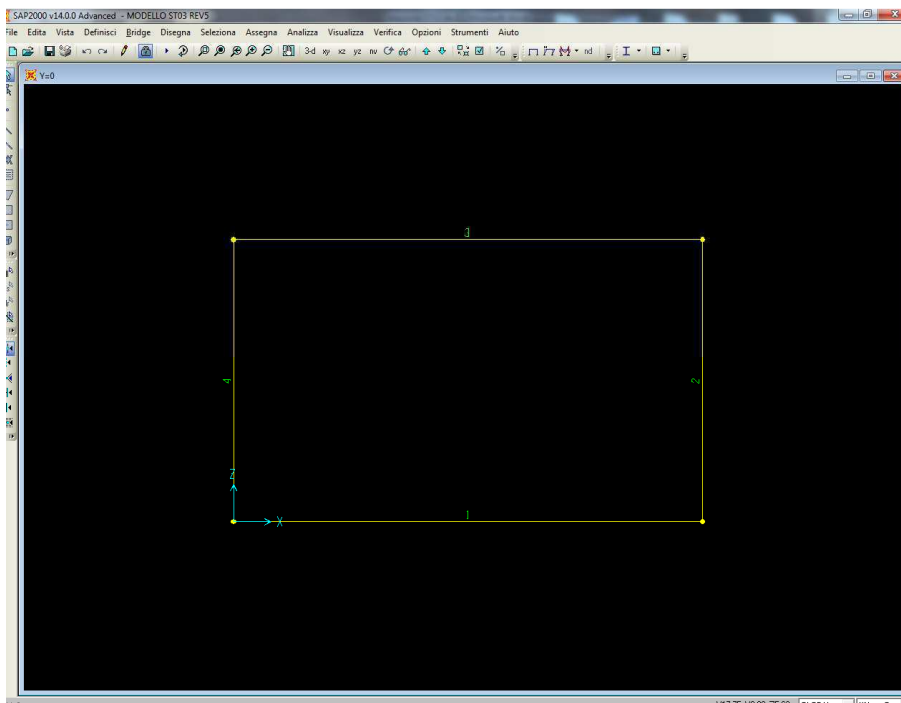 SAP2000 v14.0.0 Advanced - MODELLO ST03 REV5
File Edita Vista Definisci Bridge Disegna Seleziona Assegna Analizza Visualizza Verifica Opzioni Strumenti Aiuto
3-d xy xz yz nv nd
Y=0
3
4
2
Z
X
1